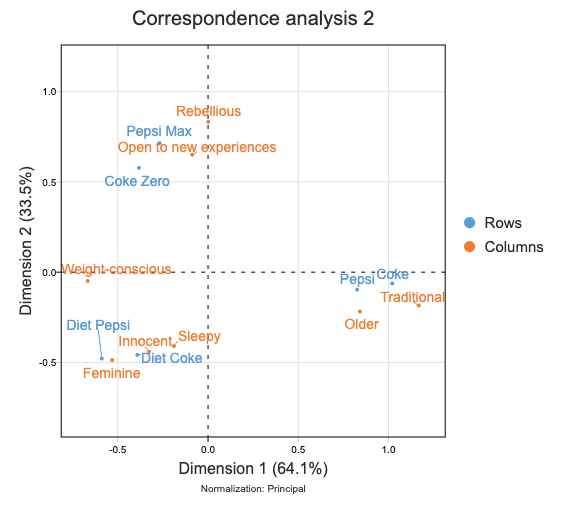 Correspondence analysis 2
Dimension 2 (33.5%)
1.0
0.5
0.0
-0.5
Rebellious
Pepsi Max
Open to new experiences
Coke Zero
Weight-conscious
Pepsi
Coke
Traditional
Older
Diet Pepsi
Innocent
Sleepy
Diet Coke
Feminine
Rows
Columns
-0.5
0.0
0.5
1.0
Dimension 1 (64.1%)
Normalization: Principal